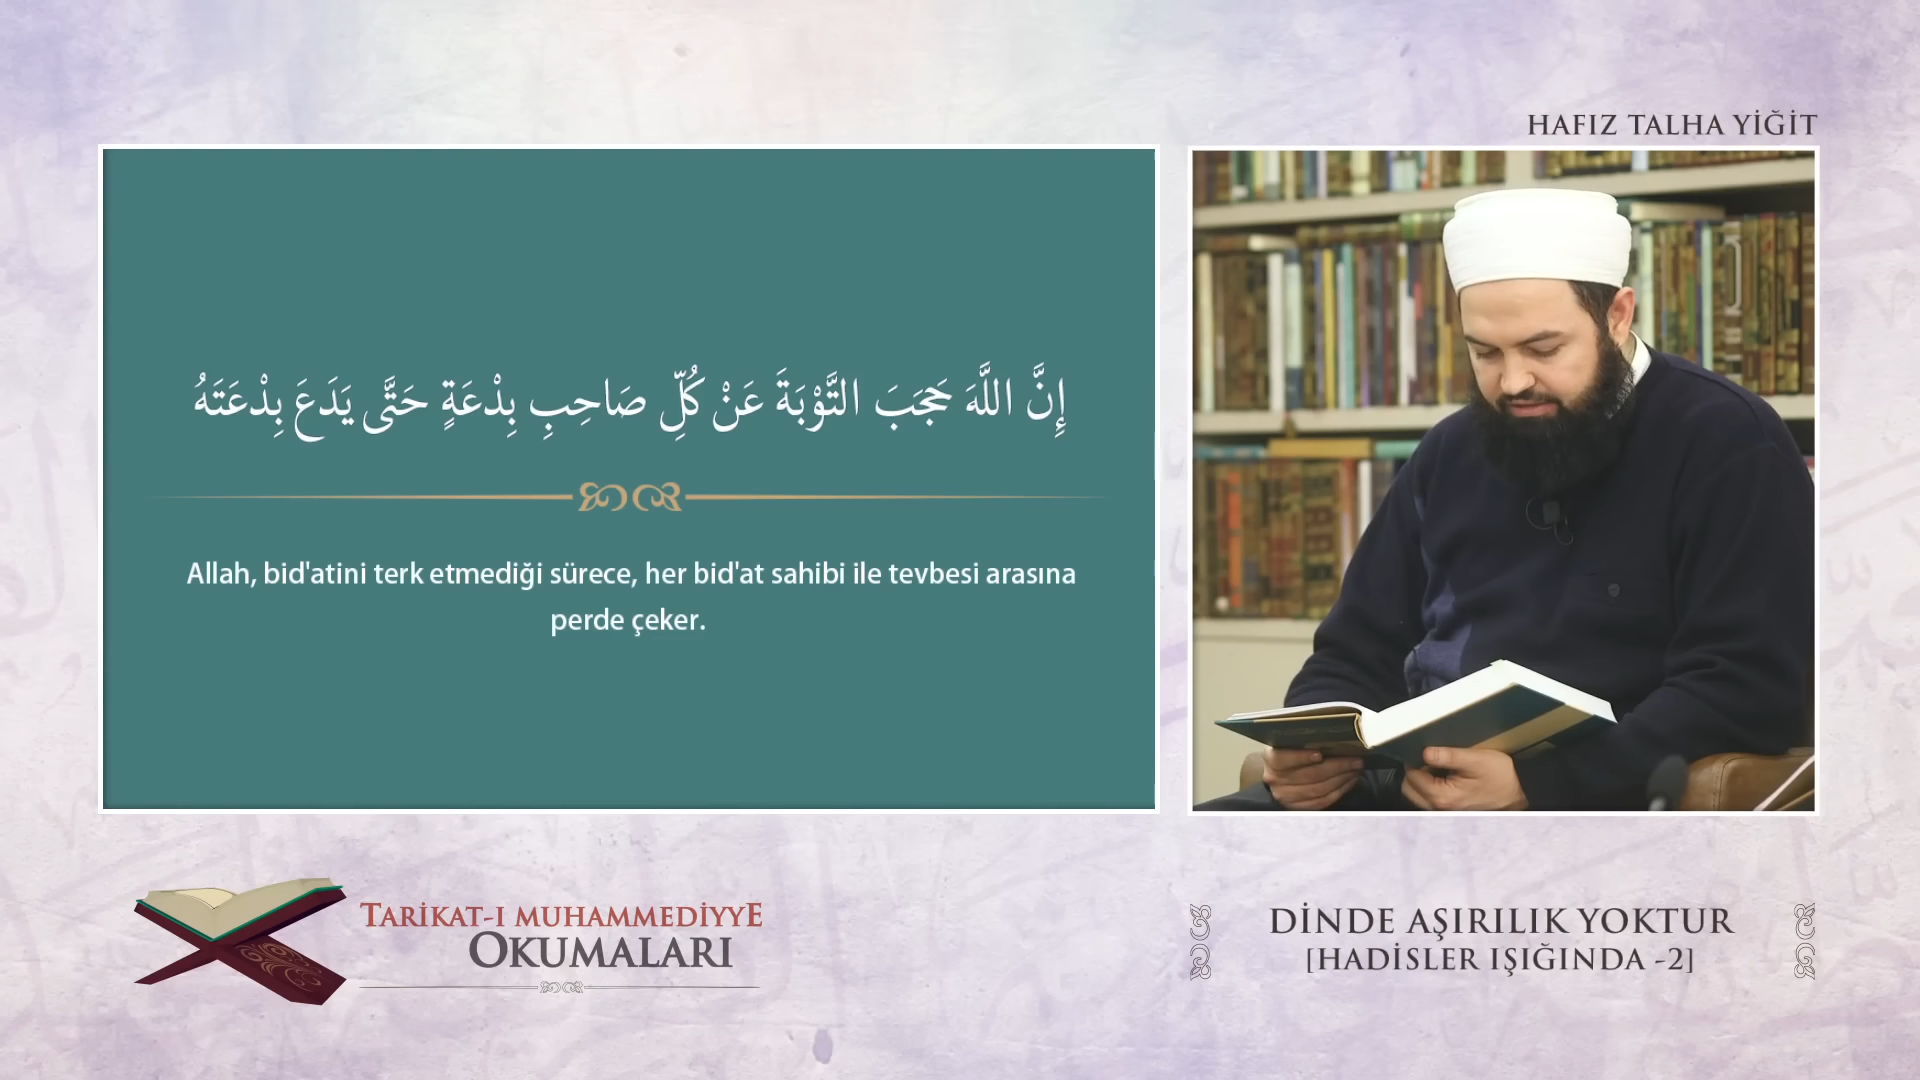 HAFIZ TALHA YİĞİT
إِنَّ اللَّهَ حَجَبَ التَّوْبَةَ عَنْ كُلِّ صَاحِبِ بِدْعَةٍ حَتَّى يَدَعَ بِدْعَتَهُ
Allah, bid'atini terk etmediği sürece, her bid'at sahibi ile tevbesi arasına
perde çeker.
TARİKAT-I MUHAMMEDİYYE
OKUMALARI
DİNDE AŞIRILIK YOKTUR
[HADİSLER IŞIĞINDA -2]